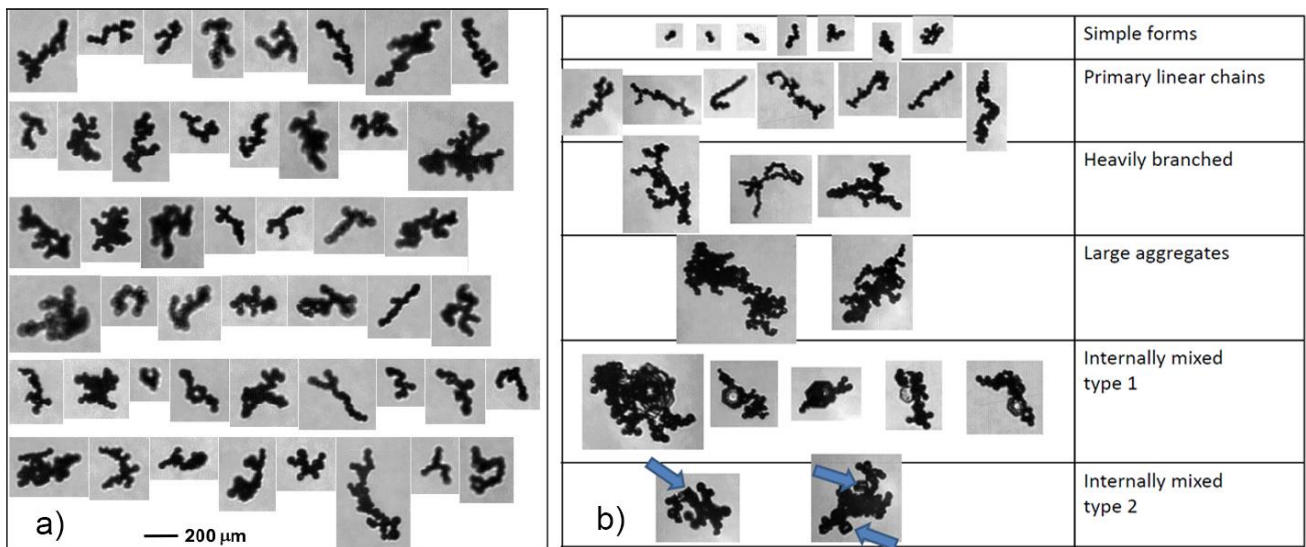 a)
200 μm
b)
Simple forms
Primary linear chains
Heavily branched
Large aggregates
Internally mixed
type 1
Internally mixed
type 2